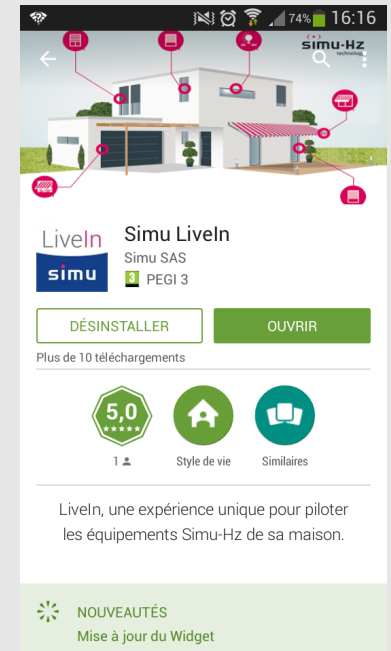 74% 16:16
simu-Hz
technology
LiveIn
simu
Simu LiveIn
Simu SAS
3 PEGI 3
DÉSINSTALLER
OUVRIR
Plus de 10 téléchargements
5,0
1
Style de vie
Similaires
LiveIn, une expérience unique pour piloter
les équipements Simu-Hz de sa maison.
NOUVEAUTÉS
Mise à jour du Widget